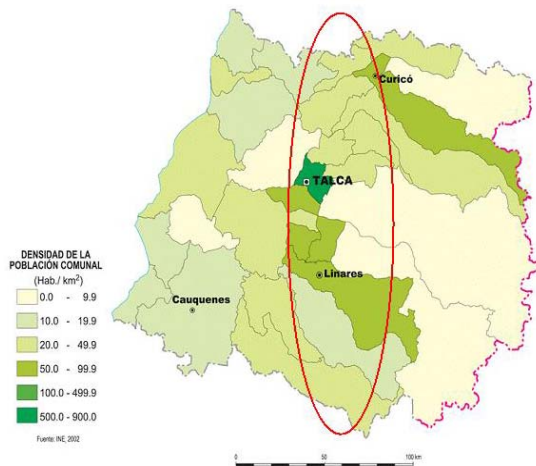 Curicó
TALCA
Linares
Cauquenes
DENSIDAD DE LA
POBLACIÓN COMUNAL
(Hab./ km²)
0.0 - 9.9
10.0 - 19.9
20.0 - 49.9
50.0 - 99.9
100.0 - 499.9
500.0 - 900.0
Fuente: INE, 2002
0 50 100 km